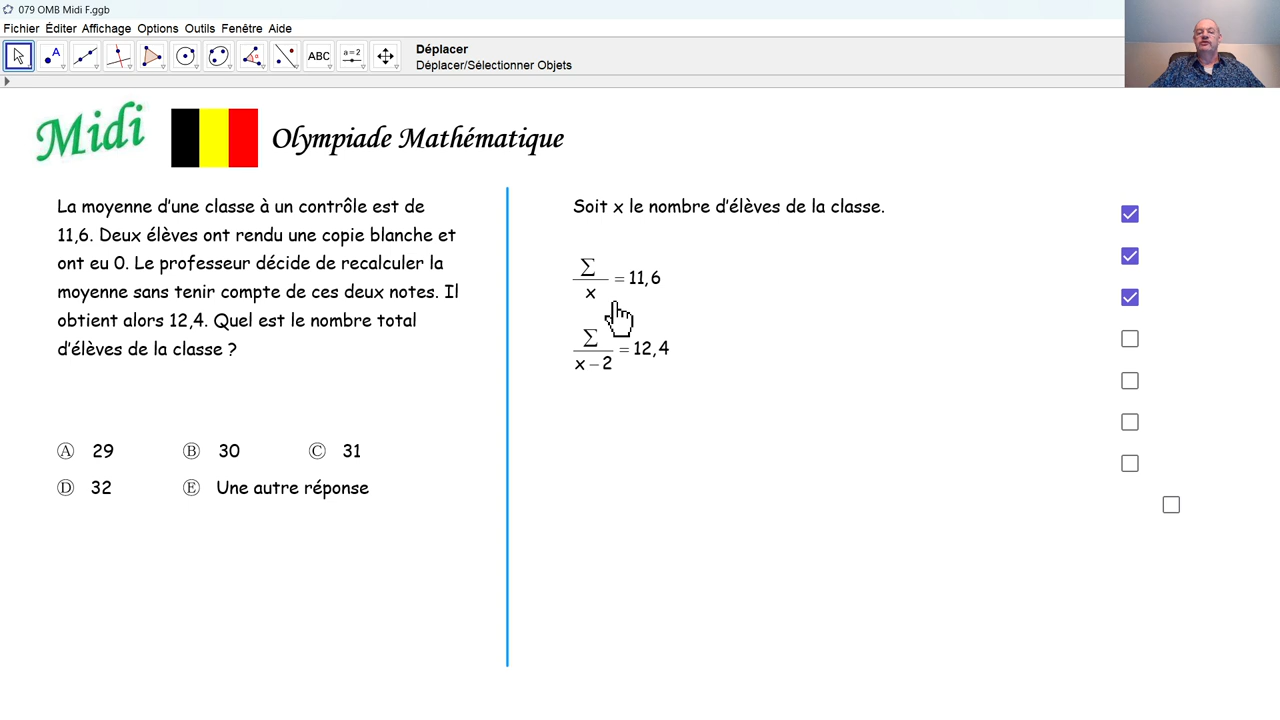 079 OMB Midi F.ggb
Fichier Éditer Affichage Options Outils Fenêtre Aide
A
ABC
a=2
Déplacer
Déplacer/Sélectionner Objets
Midi
Olympiade Mathématique
La moyenne d'une classe à un contrôle est de
11,6. Deux élèves ont rendu une copie blanche et
ont eu 0. Le professeur décide de recalculer la
moyenne sans tenir compte de ces deux notes. Il
obtient alors 12,4. Quel est le nombre total
d'élèves de la classe ?
Ⓐ 29 Ⓑ 30 Ⓒ 31
Ⓓ 32 Ⓔ Une autre réponse
Soit x le nombre d'élèves de la classe.
∑
x
= 11,6
∑
x – 2
= 12,4